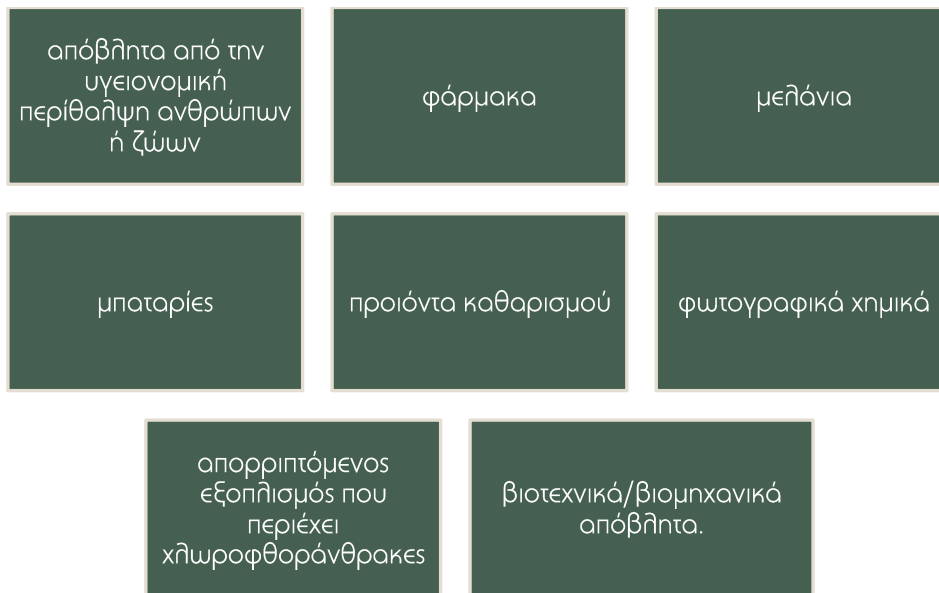 απόβλητα από την
υγειονομική
περίθαλψη ανθρώπων
ή ζώων
φάρμακα
μελάνια
μπαταρίες
προιόντα καθαρισμού
φωτογραφικά χημικά
απορριπτόμενος
εξοπλισμός που
περιέχει
χλωροφθοράνθρακες
βιοτεχνικά/βιομηχανικά
απόβλητα.